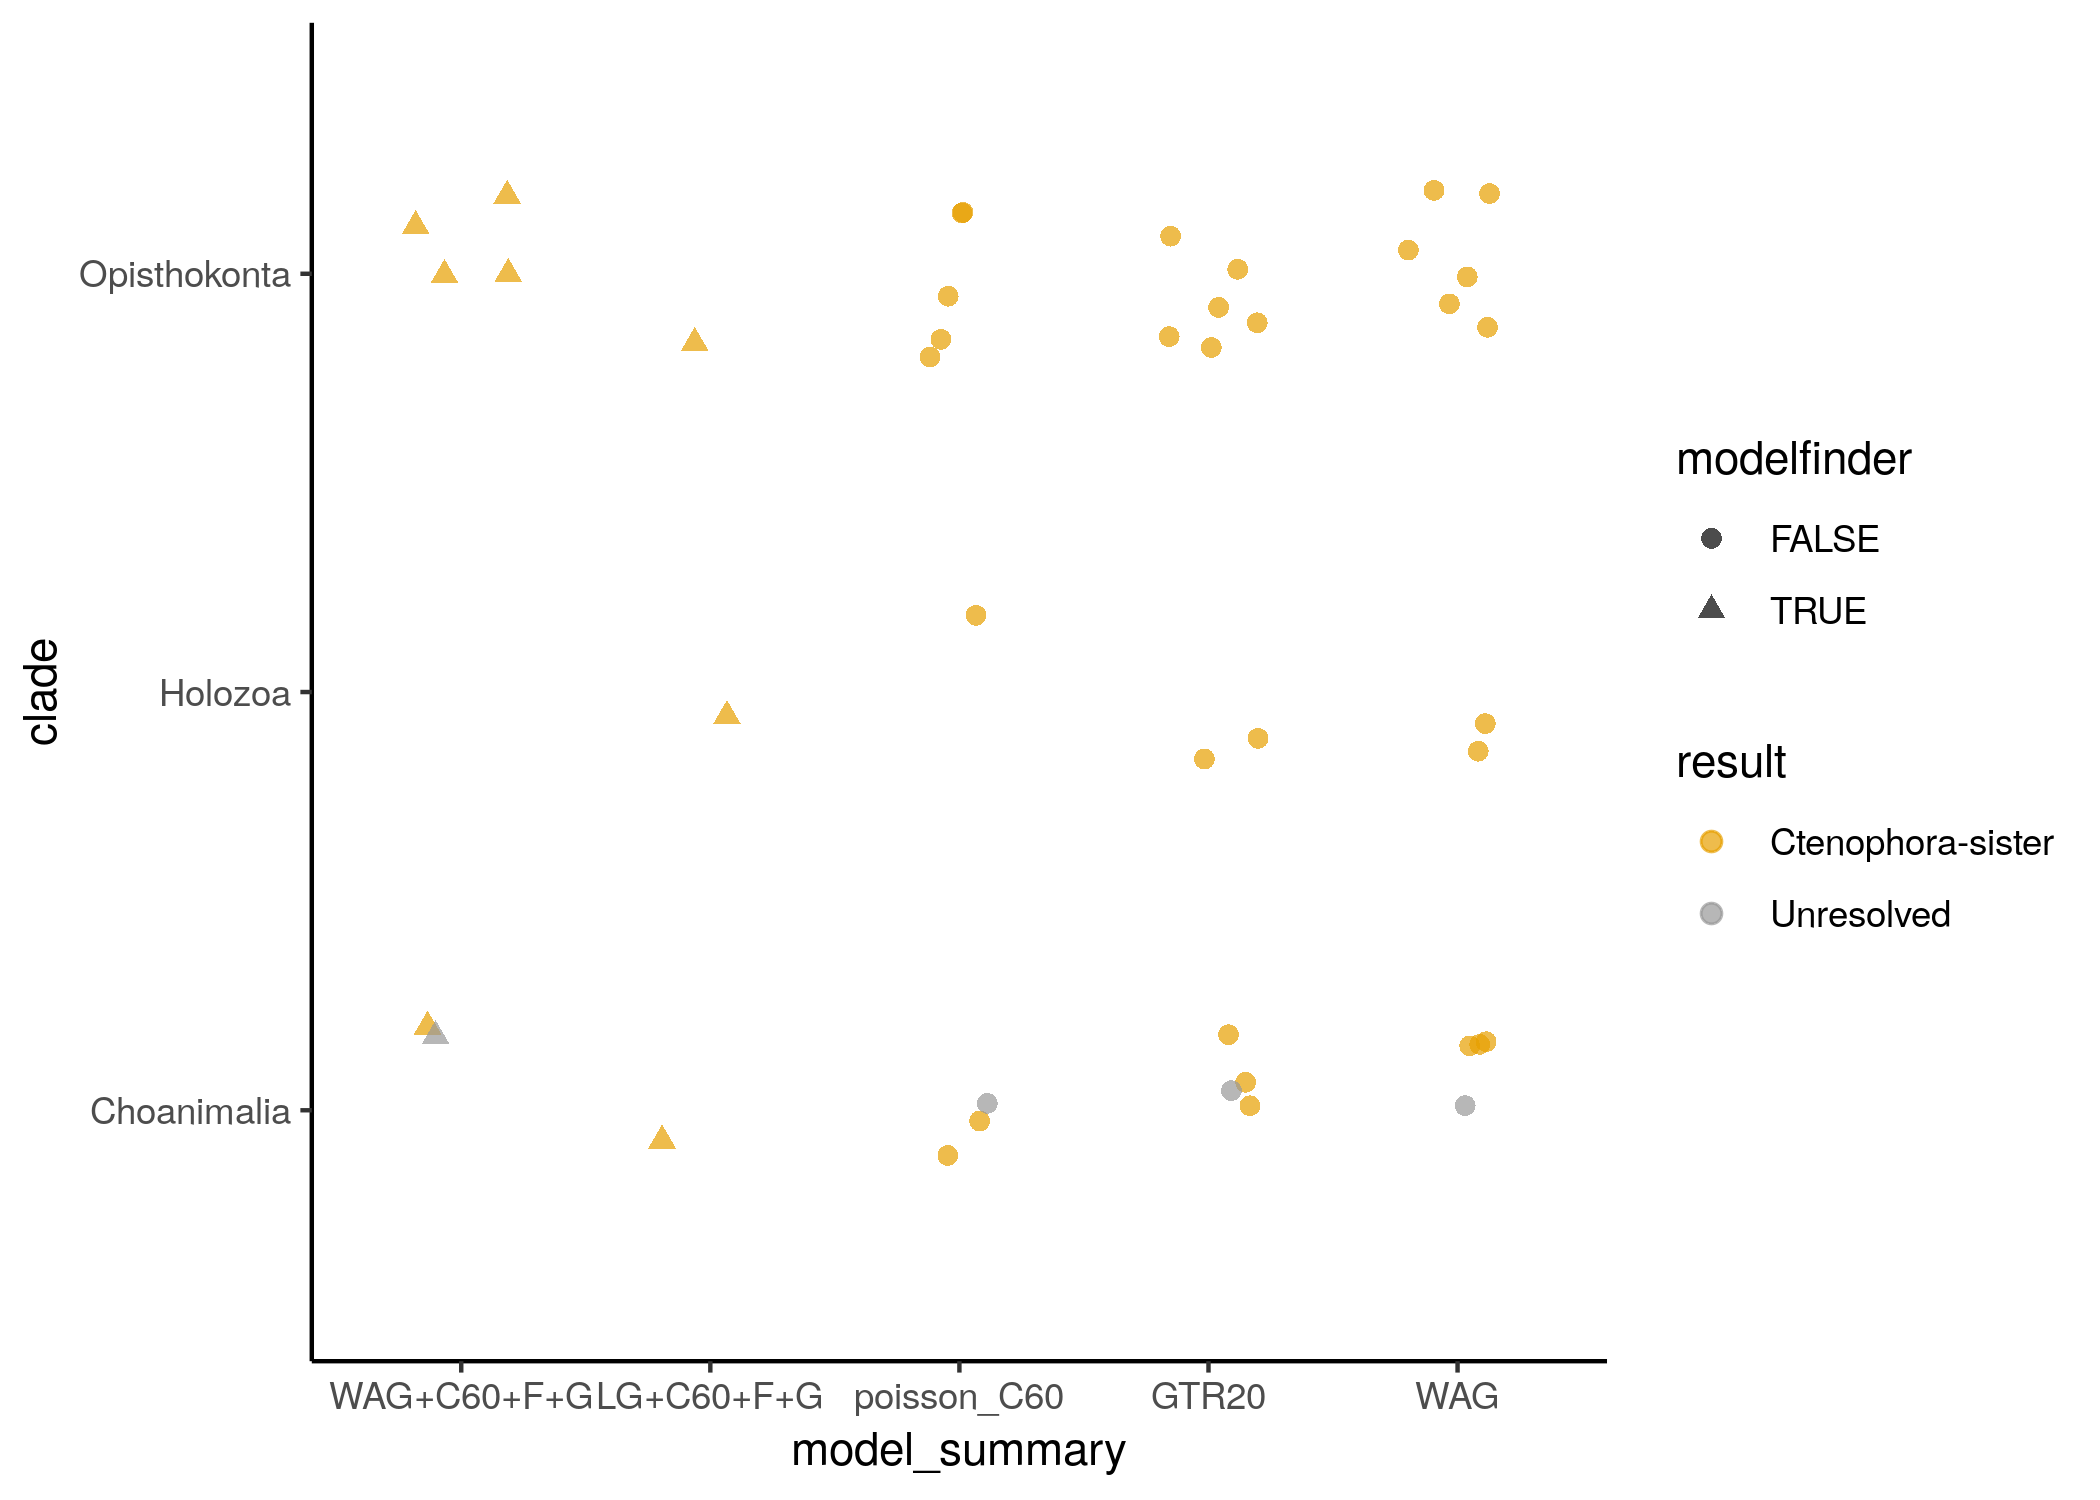 clade
Opisthokonta
Holozoa
Choanimalia
WAG+C60+F+G
LG+C60+F+G
poisson_C60
GTR20
WAG
model_summary
modelfinder
FALSE
TRUE
result
Ctenophora-sister
Unresolved